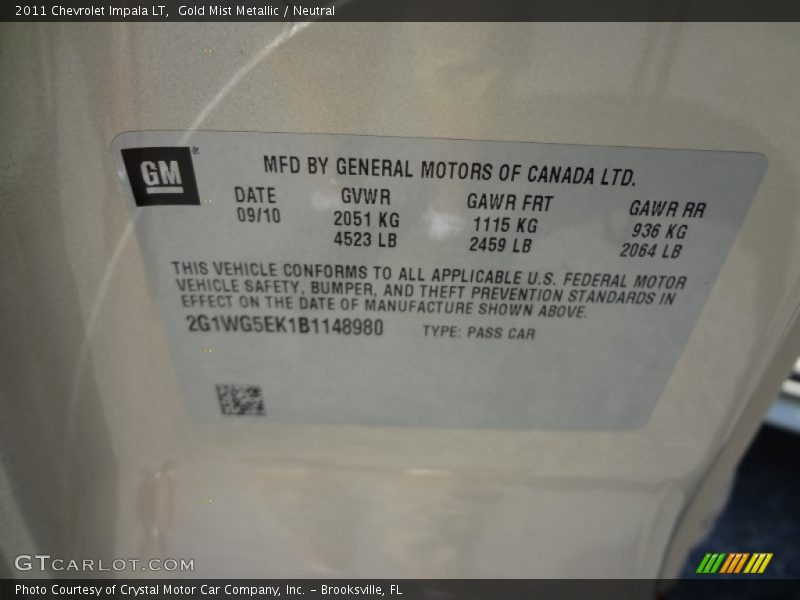 2011 Chevrolet Impala LT, Gold Mist Metallic / Neutral
GM
MFD BY GENERAL MOTORS OF CANADA LTD.
DATE GVWR GAWR FRT GAWR RR
09/10 2051 KG 1115 KG 936 KG
4523 LB 2459 LB 2064 LB
THIS VEHICLE CONFORMS TO ALL APPLICABLE U.S. FEDERAL MOTOR
VEHICLE SAFETY, BUMPER, AND THEFT PREVENTION STANDARDS IN
EFFECT ON THE DATE OF MANUFACTURE SHOWN ABOVE.
2G1WG5EK1B1148980 TYPE: PASS CAR
GTCARLOT.COM
Photo Courtesy of Crystal Motor Car Company, Inc. – Brooksville, FL